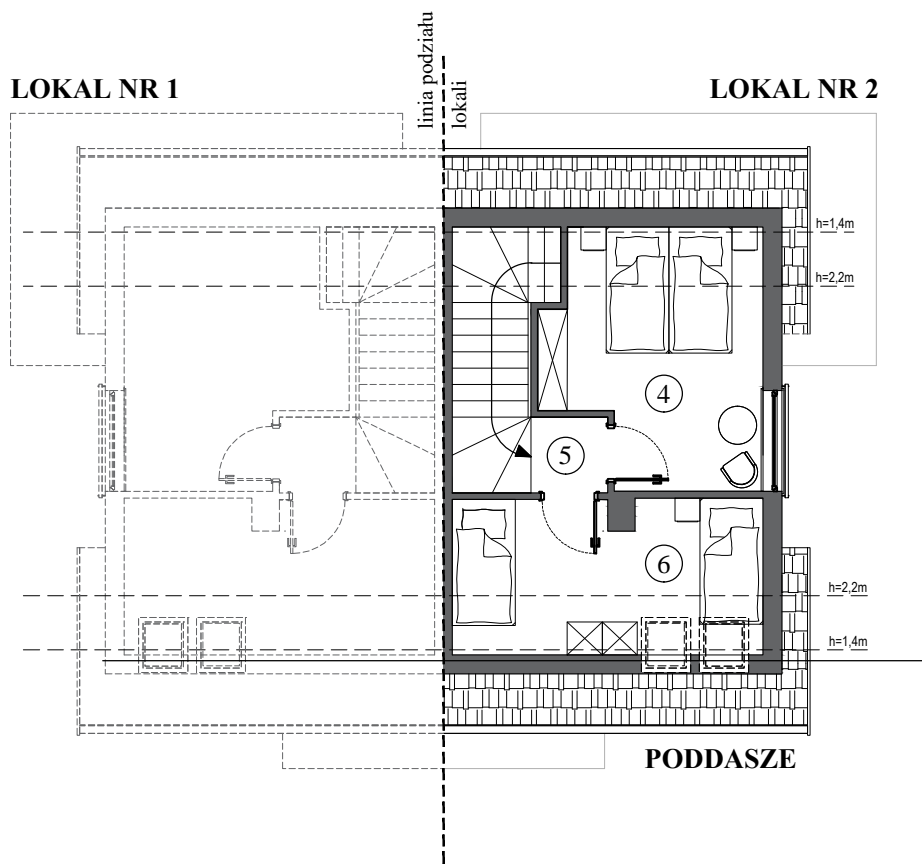 LOKAL NR 1
linia podziału
lokali
LOKAL NR 2
h=1,4m
h=2,2m
4
5
6
h=2,2m
h=1,4m
PODDASZE